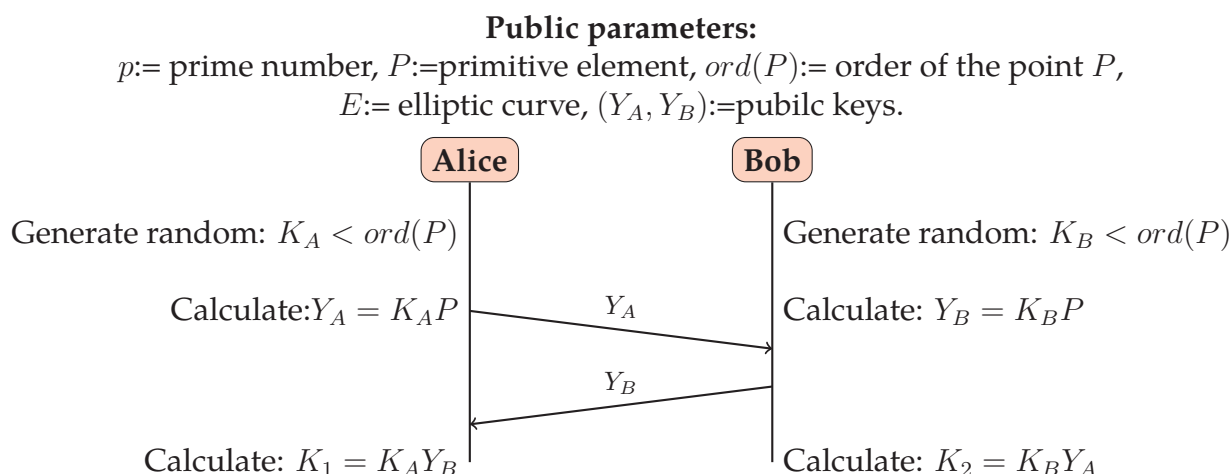 Public parameters:
p:= prime number, P:=primitive element, ord(P):= order of the point P,
E:= elliptic curve, (Y_A, Y_B):=pubilc keys.
Alice Bob
Generate random: K_A < ord(P) Generate random: K_B < ord(P)
Calculate:Y_A = K_AP Y_A Calculate: Y_B = K_BP
Y_B
Calculate: K_1 = K_AY_B Calculate: K_2 = K_BY_A